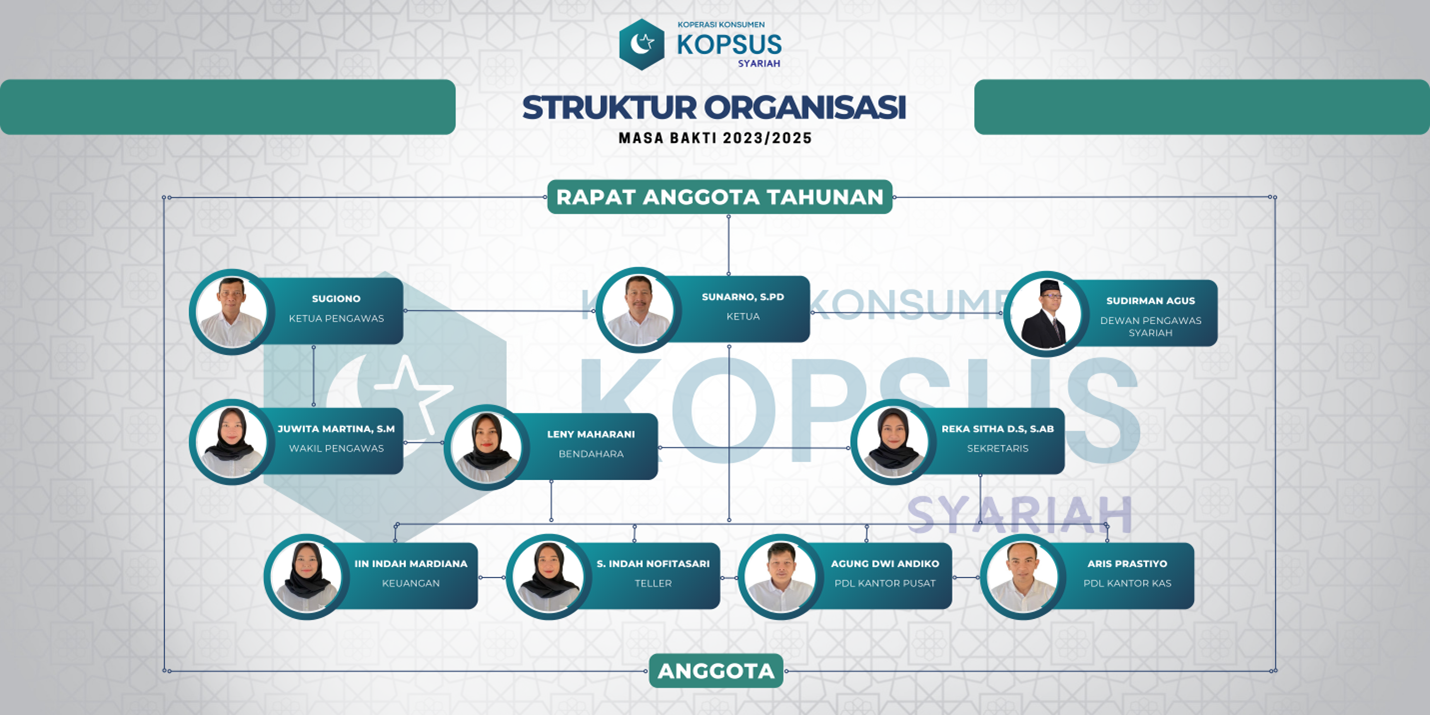 KOPERASI KONSUMEN
KOPSUS
SYARIAH
STRUKTUR ORGANISASI
MASA BAKTI 2023/2025
RAPAT ANGGOTA TAHUNAN
SUGIONO
KETUA PENGAWAS
SUNARNO, S.PD
KETUA
SUDIRMAN AGUS
DEWAN PENGAWAS
SYARIAH
KONSUME
KOPSUS
SYARIAH
JUWITA MARTINA, S.M
WAKIL PENGAWAS
LENY MAHARANI
BENDAHARA
REKA SITHA D.S, S.AB
SEKRETARIS
IIN INDAH MARDIANA
KEUANGAN
S. INDAH NOFITASARI
TELLER
AGUNG DWI ANDIKO
PDL KANTOR PUSAT
ARIS PRASTIYO
PDL KANTOR KAS
ANGGOTA